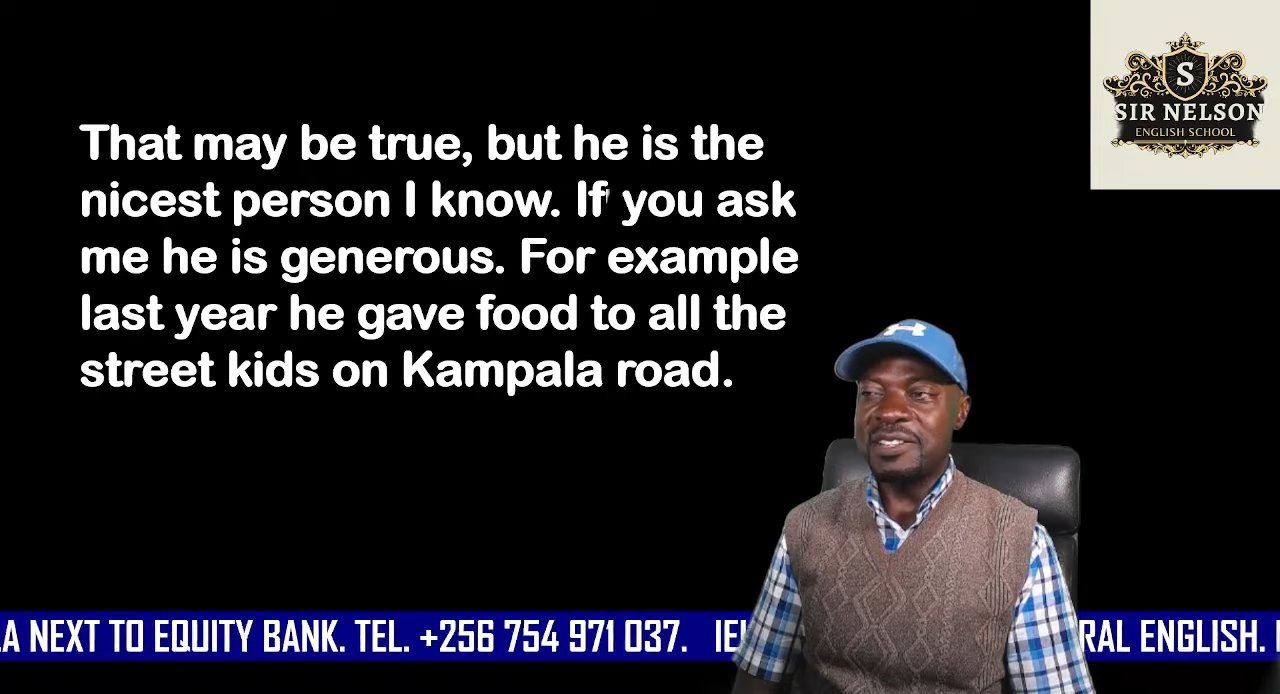 That may be true, but he is the
nicest person I know. If you ask
me he is generous. For example
last year he gave food to all the
street kids on Kampala road.
S
SIR NELSON
ENGLISH SCHOOL
NEXT TO EQUITY BANK. TEL. +256 754 971 037. ENGLISH.